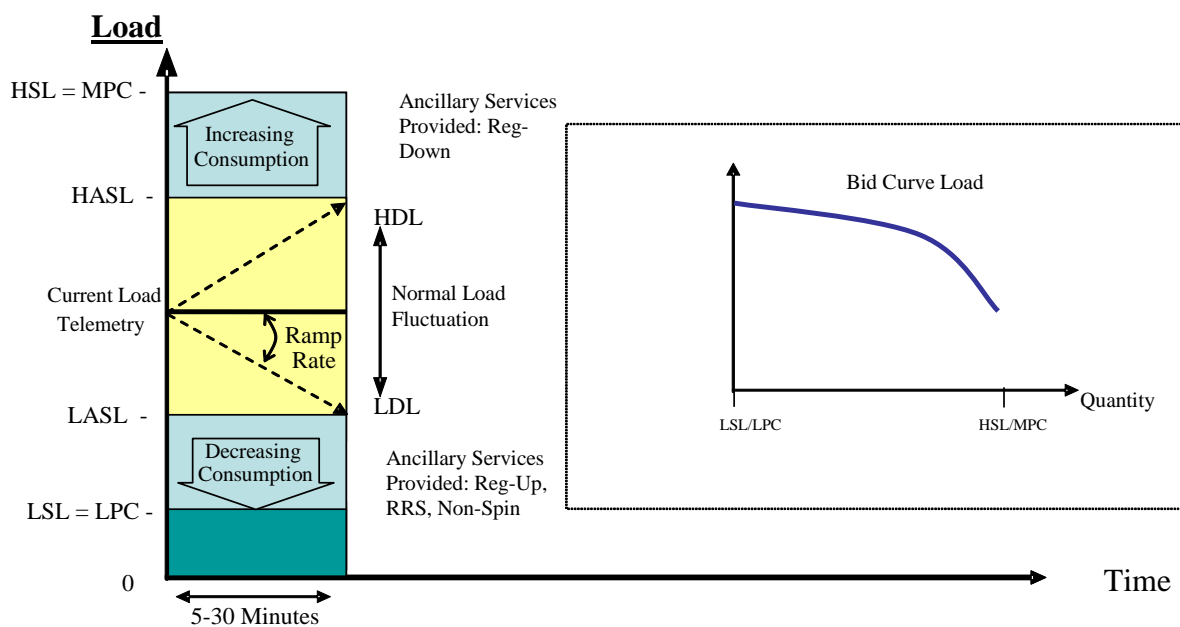 Load
HSL = MPC -
Increasing
Consumption
Ancillary Services
Provided: Reg-
Down
HASL -
HDL
Current Load
Telemetry
Ramp
Rate
Normal Load
Fluctuation
LASL -
LDL
Decreasing
Consumption
Ancillary Services
Provided: Reg-Up,
RRS, Non-Spin
LSL = LPC -
0
Time
5-30 Minutes
Bid Curve Load
Quantity
LSL/LPC
HSL/MPC